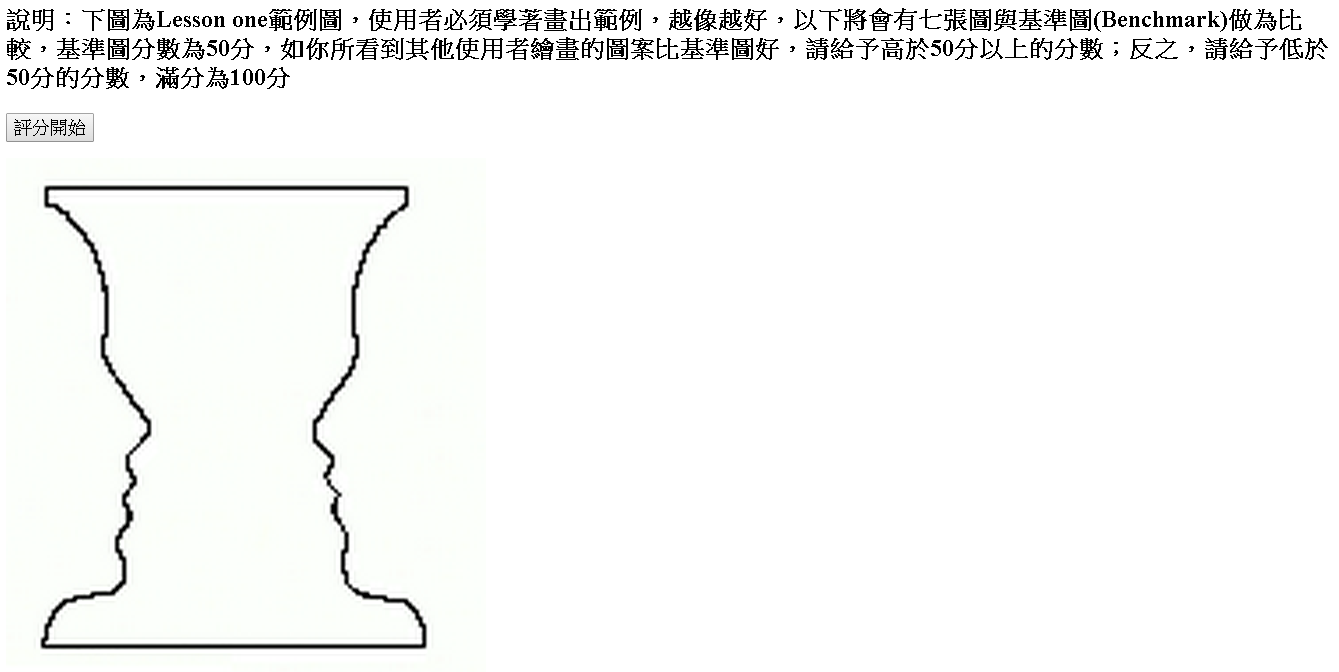 說明：下圖為Lesson one範例圖，使用者必須學著畫出範例，越像越好，以下將會有七張圖與基準圖(Benchmark)做為比
較，基準圖分數為50分，如你所看到其他使用者繪畫的圖案比基準圖好，請給予高於50分以上的分數；反之，請給予低於
50分的分數，滿分為100分
評分開始